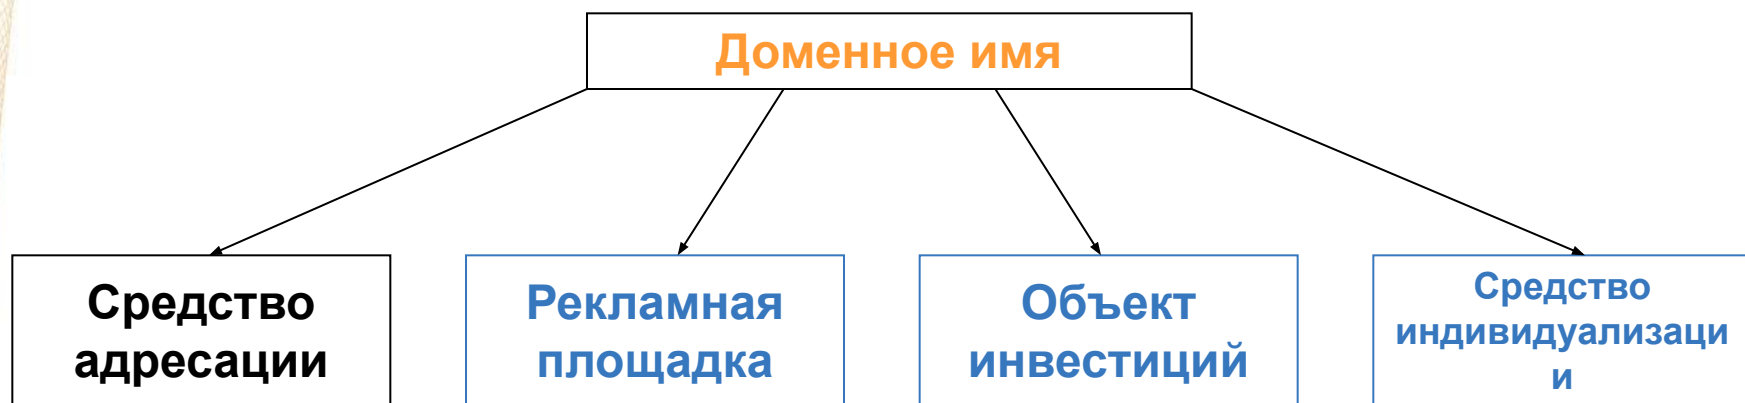 Доменное имя
Средство
адресации
Рекламная
площадка
Объект
инвестиций
Средство
индивидуализаци
и